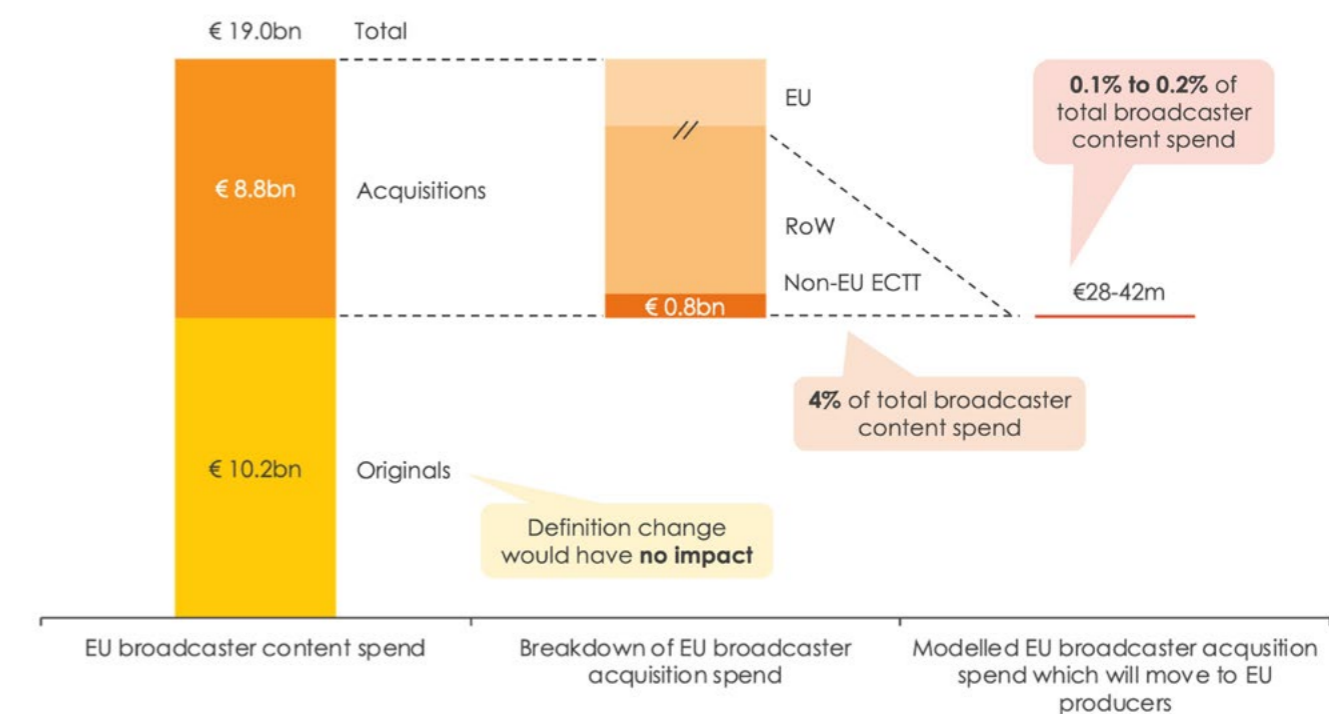 € 19.0bn
Total
€ 8.8bn
Acquisitions
€ 10.2bn
Originals
Definition change
would have no impact
EU
//
RoW
Non-EU ECTT
€ 0.8bn
4% of total broadcaster
content spend
0.1% to 0.2% of
total broadcaster
content spend
€28-42m
EU broadcaster content spend
Breakdown of EU broadcaster
acquisition spend
Modelled EU broadcaster acqusition
spend which will move to EU
producers